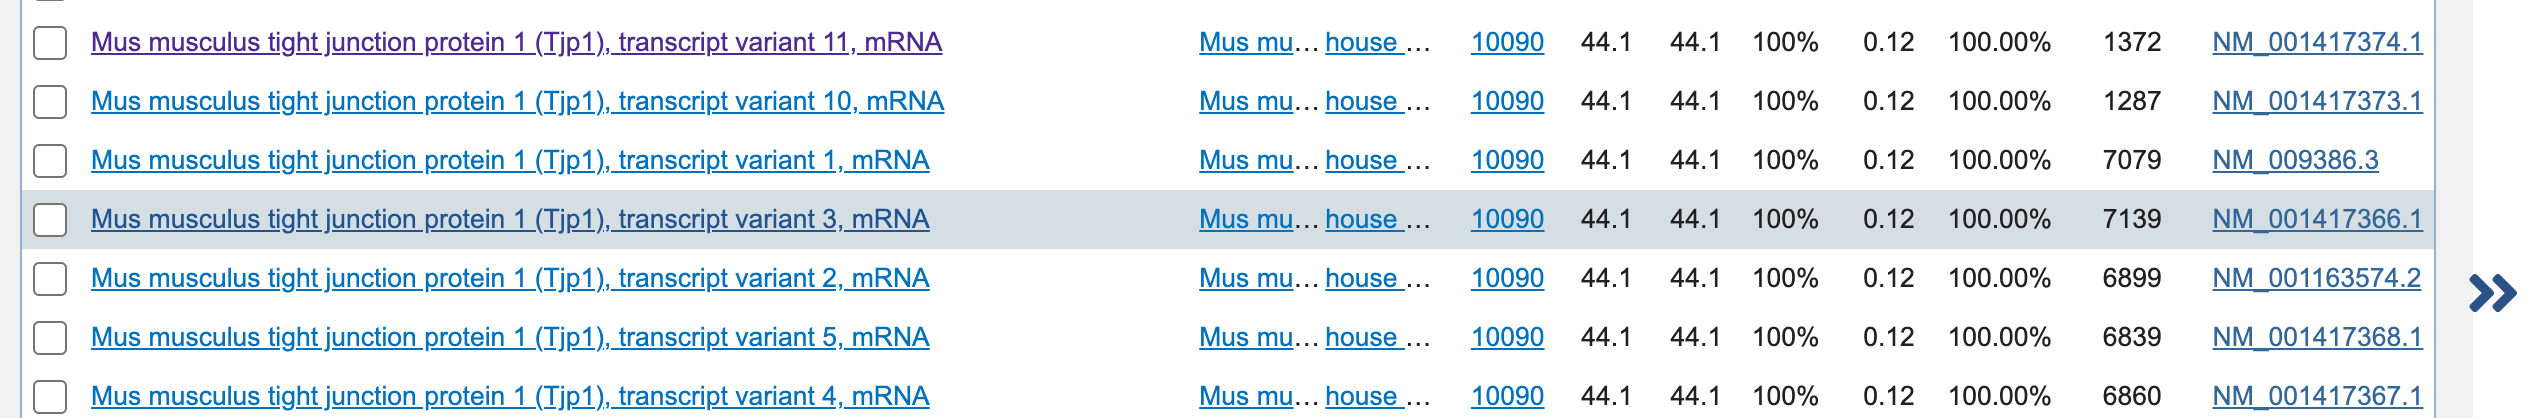 Mus musculus tight junction protein 1 (Tjp1), transcript variant 11, mRNA Mus mu... house ... 10090 44.1 44.1 100% 0.12 100.00% 1372 NM_001417374.1
Mus musculus tight junction protein 1 (Tjp1), transcript variant 10, mRNA Mus mu... house ... 10090 44.1 44.1 100% 0.12 100.00% 1287 NM_001417373.1
Mus musculus tight junction protein 1 (Tjp1), transcript variant 1, mRNA Mus mu... house ... 10090 44.1 44.1 100% 0.12 100.00% 7079 NM_009386.3
Mus musculus tight junction protein 1 (Tjp1), transcript variant 3, mRNA Mus mu... house ... 10090 44.1 44.1 100% 0.12 100.00% 7139 NM_001417366.1
Mus musculus tight junction protein 1 (Tjp1), transcript variant 2, mRNA Mus mu... house ... 10090 44.1 44.1 100% 0.12 100.00% 6899 NM_001163574.2
Mus musculus tight junction protein 1 (Tjp1), transcript variant 5, mRNA Mus mu... house ... 10090 44.1 44.1 100% 0.12 100.00% 6839 NM_001417368.1
Mus musculus tight junction protein 1 (Tjp1), transcript variant 4, mRNA Mus mu... house ... 10090 44.1 44.1 100% 0.12 100.00% 6860 NM_001417367.1